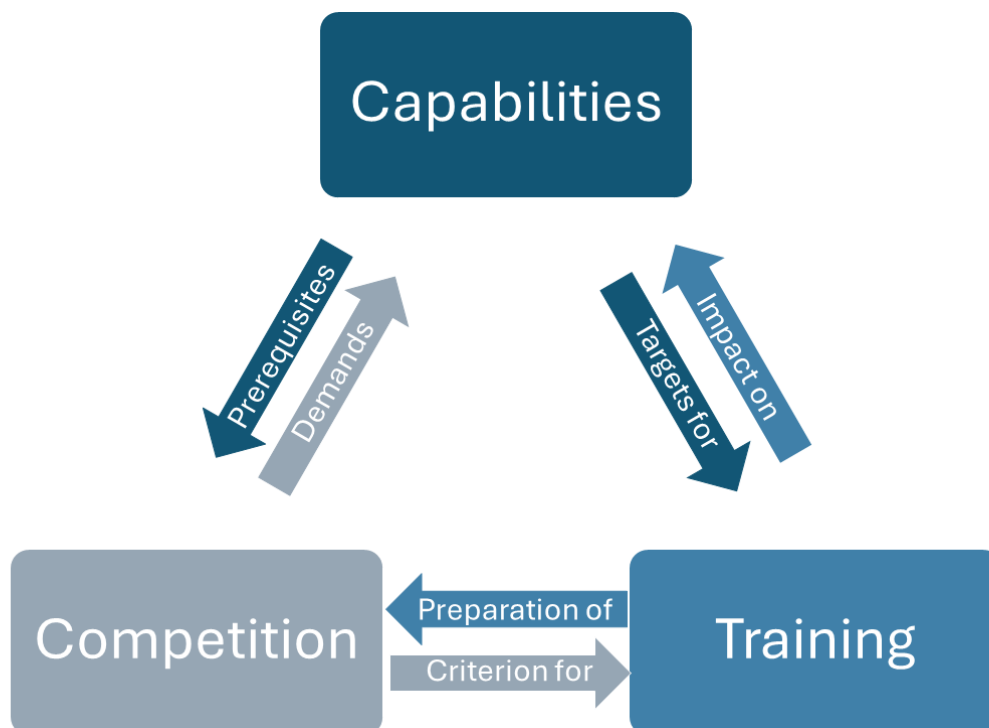 Capabilities
Prerequisites
Demands
Targets for
Impact on
Competition
Preparation of
Criterion for
Training